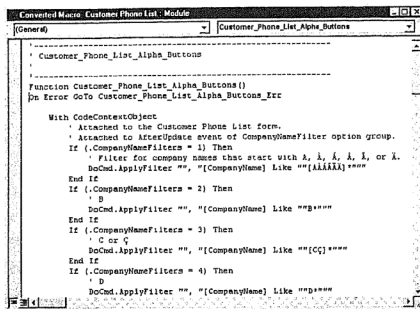 Converted Macro- Customer Phone List : Module
(General) Customer_Phone_List_Alpha_Buttons
'------------------------------------------------------------
' Customer_Phone_List_Alpha_Buttons
'
'------------------------------------------------------------
Function Customer_Phone_List_Alpha_Buttons()
On Error GoTo Customer_Phone_List_Alpha_Buttons_Err
With CodeContextObject
' Attached to the Customer Phone List form.
' Attached to AfterUpdate event of CompanyNameFilter option group.
If (.CompanyNameFilters = 1) Then
' Filter for company names that start with A, À, Á, Â, Ã, or Ä.
DoCmd.ApplyFilter "", "[CompanyName] Like ""[AÀÁÂÃÄ]*"""
End If
If (.CompanyNameFilters = 2) Then
' B
DoCmd.ApplyFilter "", "[CompanyName] Like ""B*"""
End If
If (.CompanyNameFilters = 3) Then
' C or Ç
DoCmd.ApplyFilter "", "[CompanyName] Like ""[CÇ]*"""
End If
If (.CompanyNameFilters = 4) Then
' D
DoCmd.ApplyFilter "", "[CompanyName] Like ""D*"""